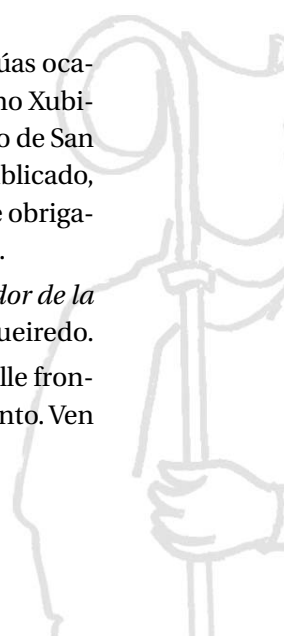 úas oca-
no Xubi-
o de San
blicado,
e obriga-
.
dor de la
ueiredo.
lle fron-
nto. Ven